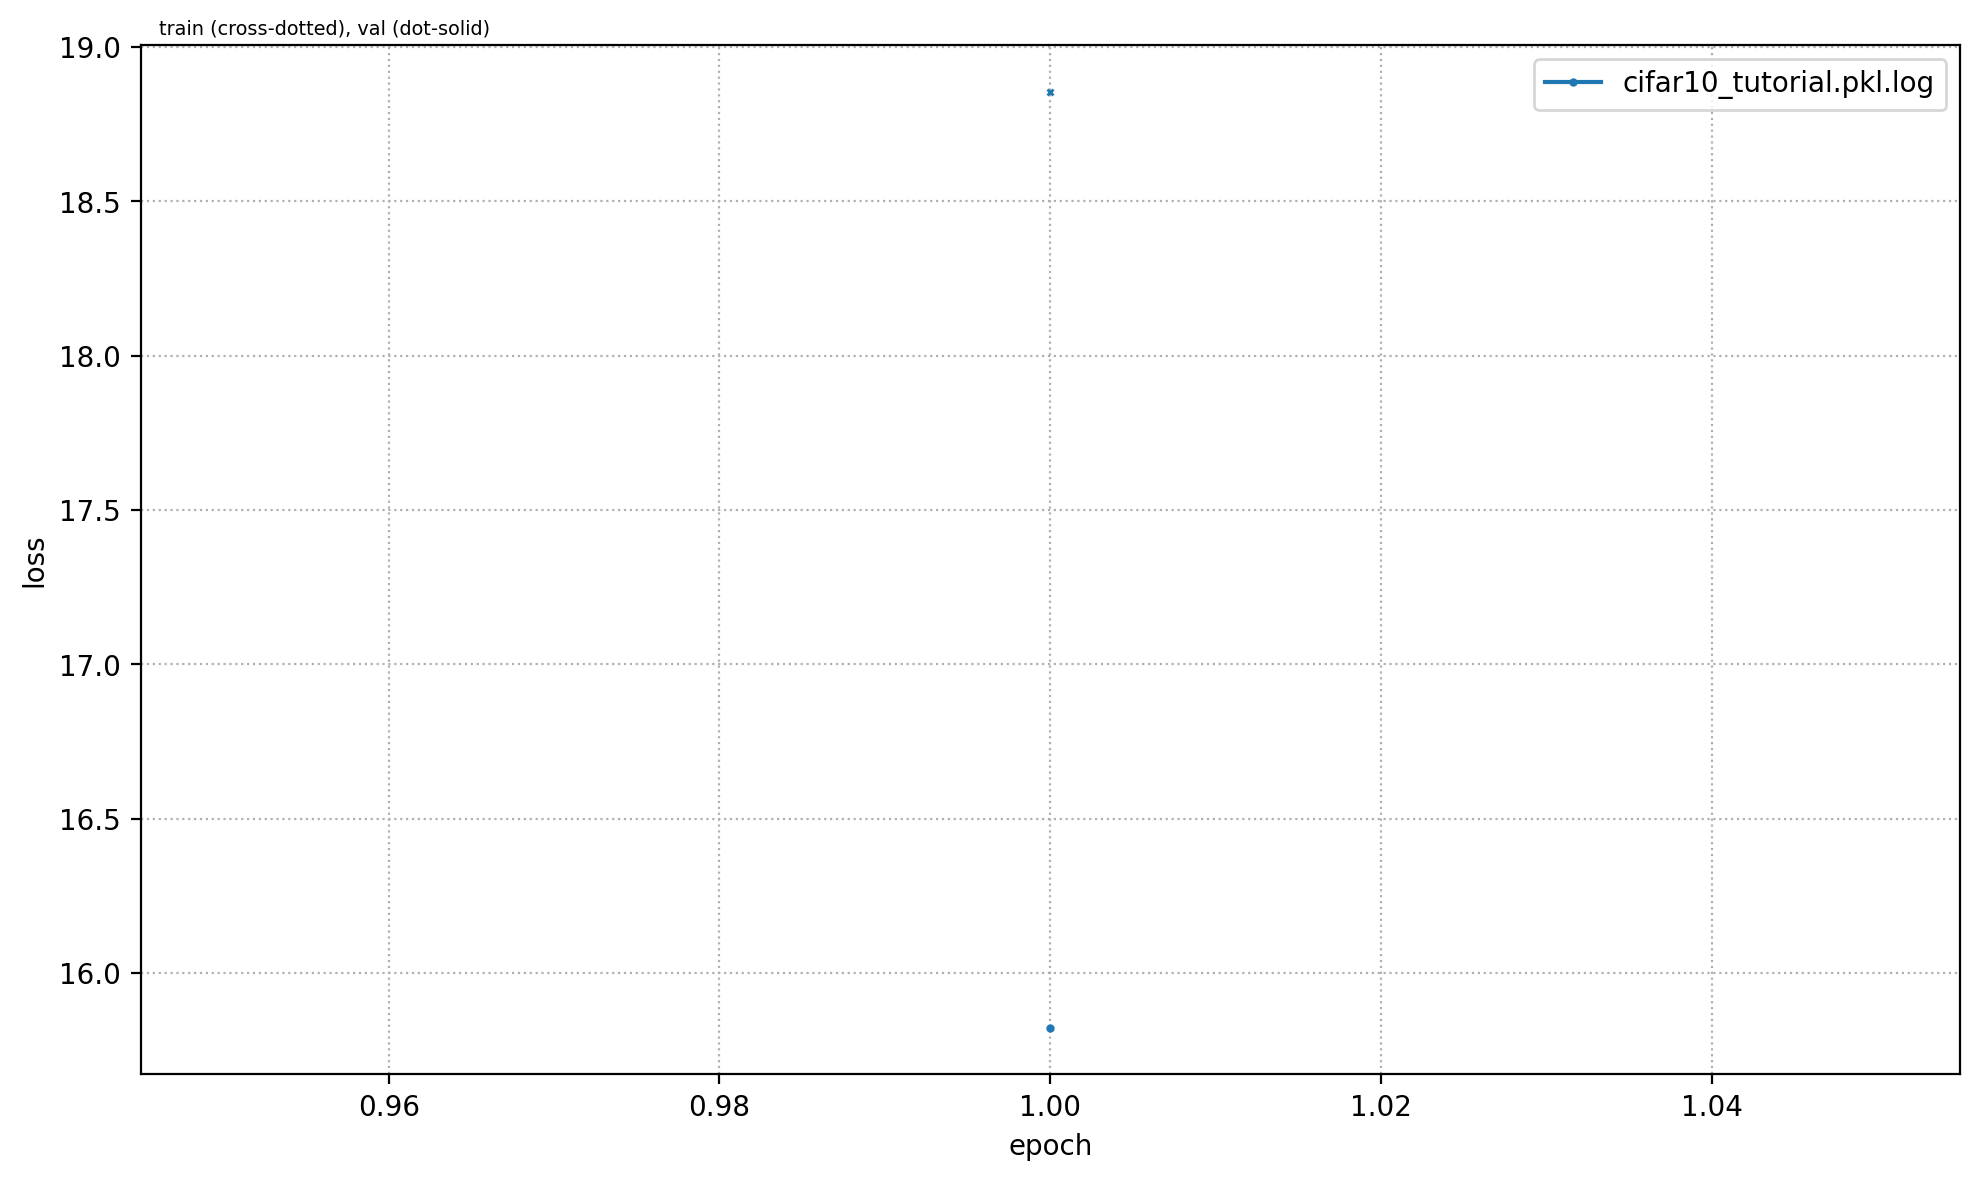 train (cross-dotted), val (dot-solid)
cifar10_tutorial.pkl.log
19.0
18.5
18.0
17.5
17.0
16.5
16.0
loss
0.96 0.98 1.00 1.02 1.04
epoch